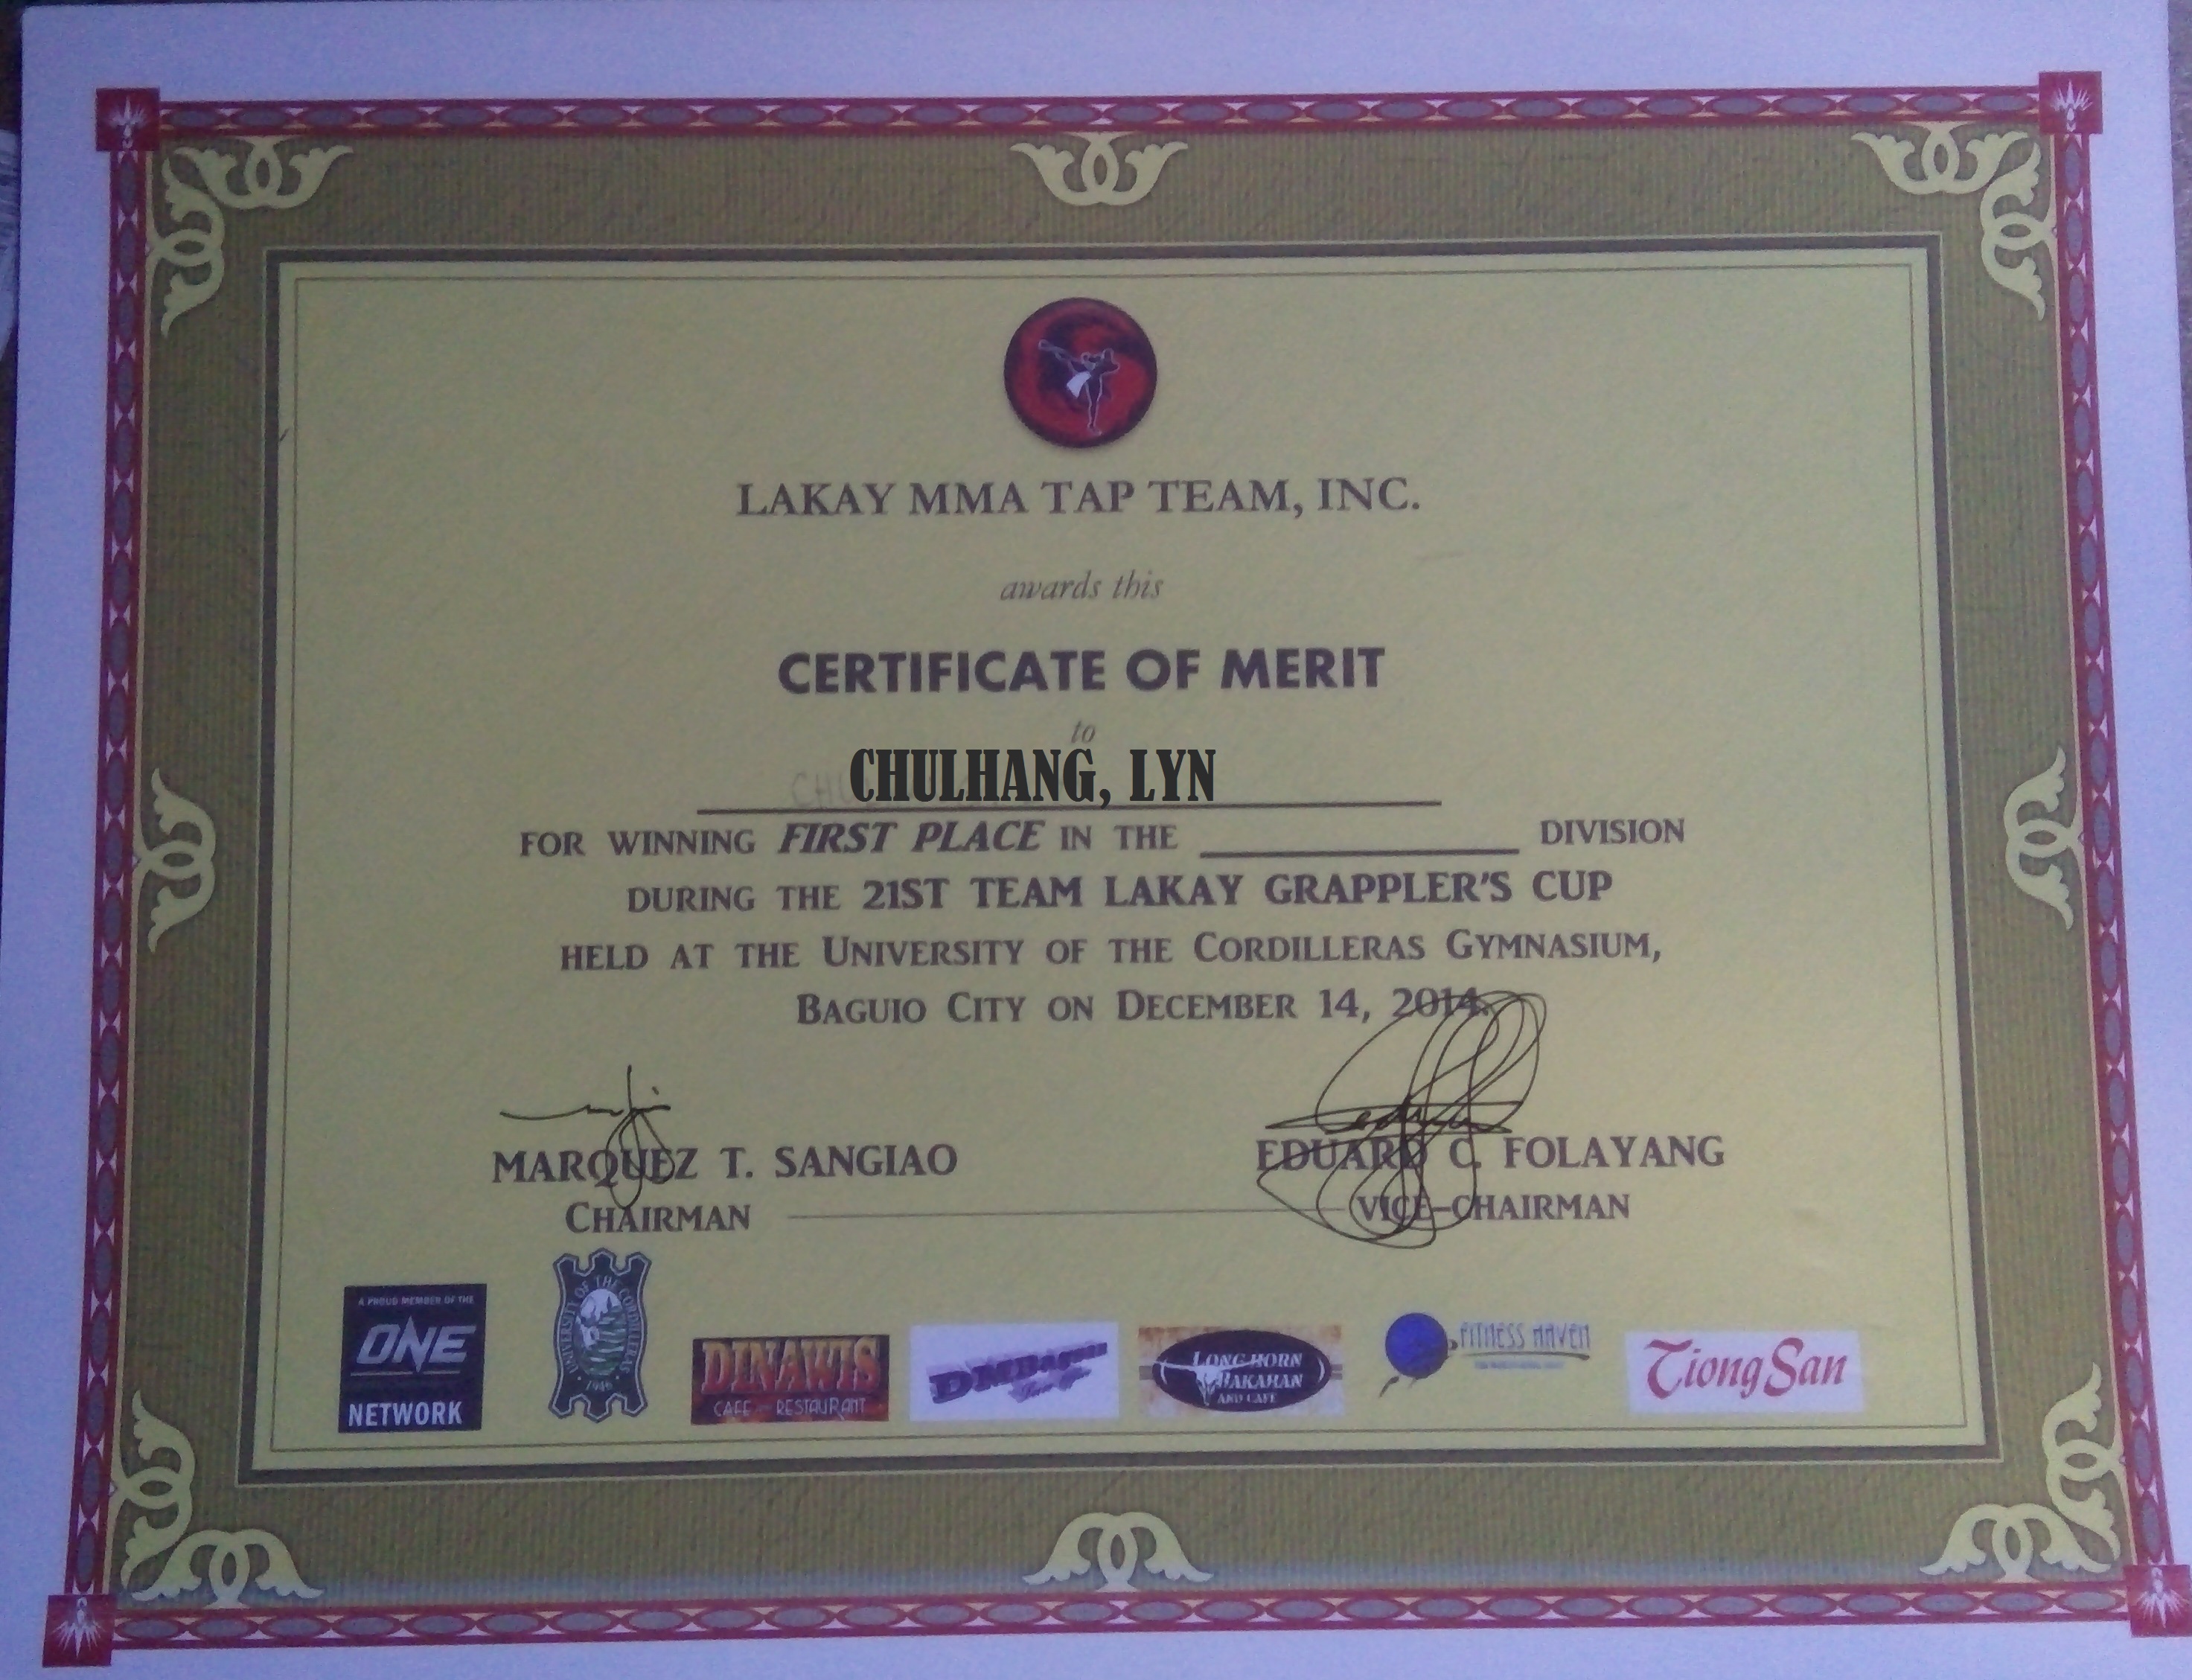 LAKAY MMA TAP TEAM, INC.
awards this
CERTIFICATE OF MERIT
to
CHULHANG, LYN
FOR WINNING FIRST PLACE IN THE ____________ DIVISION
DURING THE 21ST TEAM LAKAY GRAPPLER'S CUP
HELD AT THE UNIVERSITY OF THE CORDILLERAS GYMNASIUM,
BAGUIO CITY ON DECEMBER 14, 2014.
MARQUEZ T. SANGIAO
EDUARD C. FOLAYANG
CHAIRMAN
VICE-CHAIRMAN
A PROUD MEMBER OF THE
ONE
NETWORK
UNIVERSITY OF THE CORDILLERAS
1946
DINAWIS
CAFE — RESTAURANT
LONG HORN
BAKAHAN
AND CAFE
FITNESS HAVEN
Tiong San